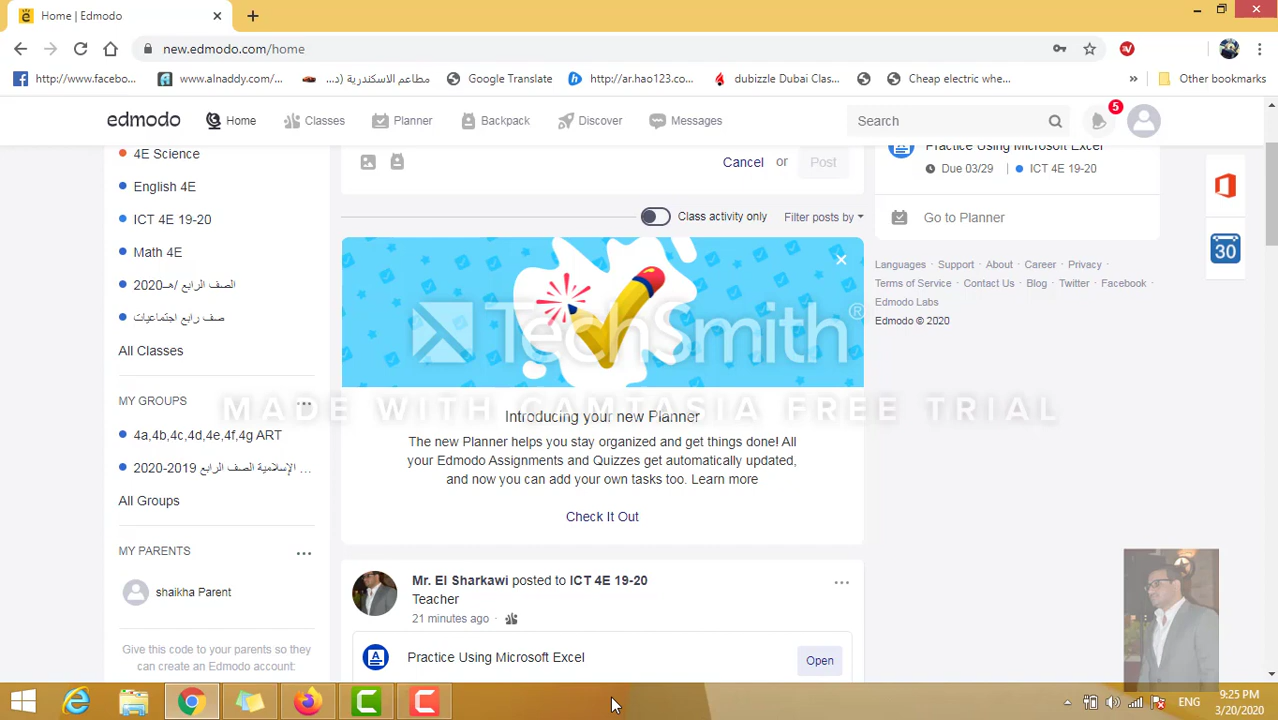 Home | Edmodo
new.edmodo.com/home
http://www.facebo...
www.alnaddy.com/...
مطاعم الاسكندرية (د...
Google Translate
http://ar.hao123.c...
dubizzle Dubai Clas...
Cheap electric whe...
»
Other bookmarks
edmodo
Home
Classes
Planner
Backpack
Discover
Messages
Search
5
4E Science
English 4E
ICT 4E 19-20
Math 4E
الصف الرابع /هـ2020
صف رابع اجتماعيات
All Classes
MY GROUPS
4a,4b,4c,4d,4e,4f,4g ART
... الإسلامية الصف الرابع 2019-2020
All Groups
MY PARENTS
shaikha Parent
Give this code to your parents so they
can create an Edmodo account:
Cancel or Post
Class activity only
Filter posts by
TechSmith®
MADE WITH CAMTASIA FREE TRIAL
Introducing your new Planner
The new Planner helps you stay organized and get things done! All
your Edmodo Assignments and Quizzes get automatically updated,
and now you can add your own tasks too. Learn more
Check It Out
Mr. El Sharkawi posted to ICT 4E 19-20
Teacher
21 minutes ago ·
Practice Using Microsoft Excel
Open
Practice Using Microsoft Excel
Due 03/29
ICT 4E 19-20
Go to Planner
Languages · Support · About · Career · Privacy ·
Terms of Service · Contact Us · Blog · Twitter · Facebook ·
Edmodo Labs
Edmodo © 2020
30
ENG
9:25 PM
3/20/2020